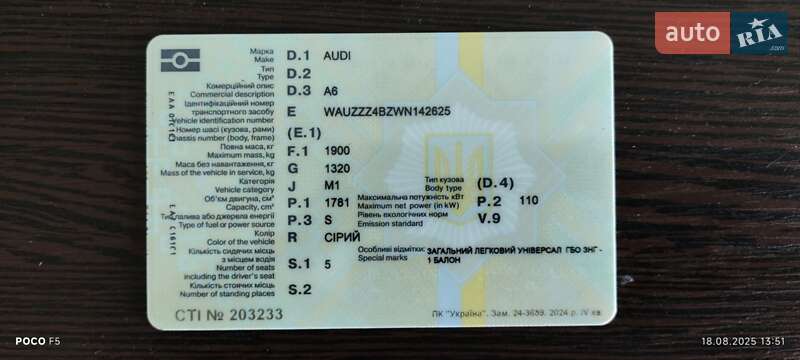 auto RIA .com
Марка D.1 AUDI
Make
Тип D.2
Type
Комерційний опис D.3 A6
Commercial description
Ідентифікаційний номер
транспортного засобу E WAUZZZ4BZWN142625
Vehicle identification number
Номер шасі (кузова, рами) (E.1)
Chassis number (body, frame)
Повна маса, кг F.1 1900
Maximum mass, kg
Маса без навантаження, кг G 1320
Mass of the vehicle in service, kg
Категорія J M1 Тип кузова (D.4)
Vehicle category Body type
Об'єм двигуна, см³ P.1 1781 Максимальна потужність кВт P.2 110
Capacity, cm³ Maximum net power (in kW)
Тип палива або джерела енергії P.3 S Рівень екологічних норм V.9
Type of fuel or power source Emission standard
Колір R СІРИЙ Особливі відмітки: ЗАГАЛЬНИЙ ЛЕГКОВИЙ УНІВЕРСАЛ ГБО ЗНГ -
Color of the vehicle Special marks 1 БАЛОН
Кількість сидячих місць
з місцем водія S.1 5
Number of seats
including the driver's seat
Кількість стоячих місць S.2
Number of standing places
СТІ № 203233
ПК "Україна". Зам. 24-3689. 2024 р. IV кв.
POCO F5
18.08.2025 13:51